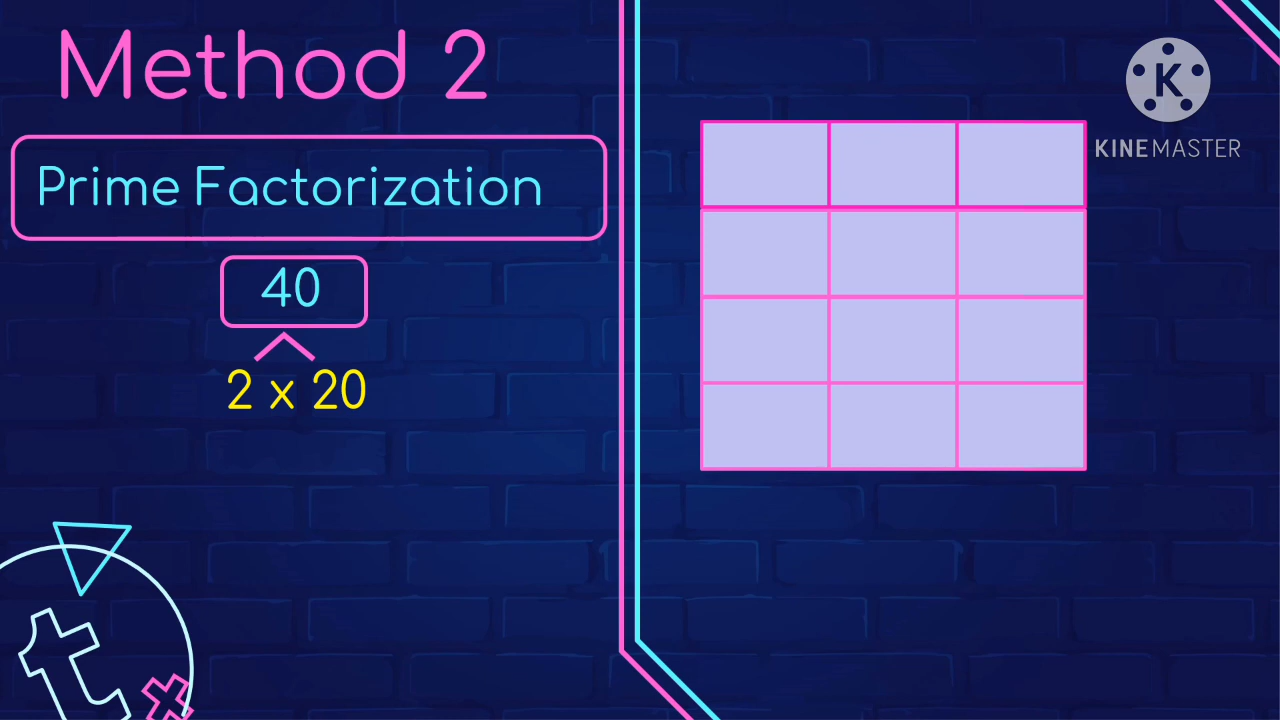 Method 2
Prime Factorization
40
2 x 20
K
KINEMASTER
t